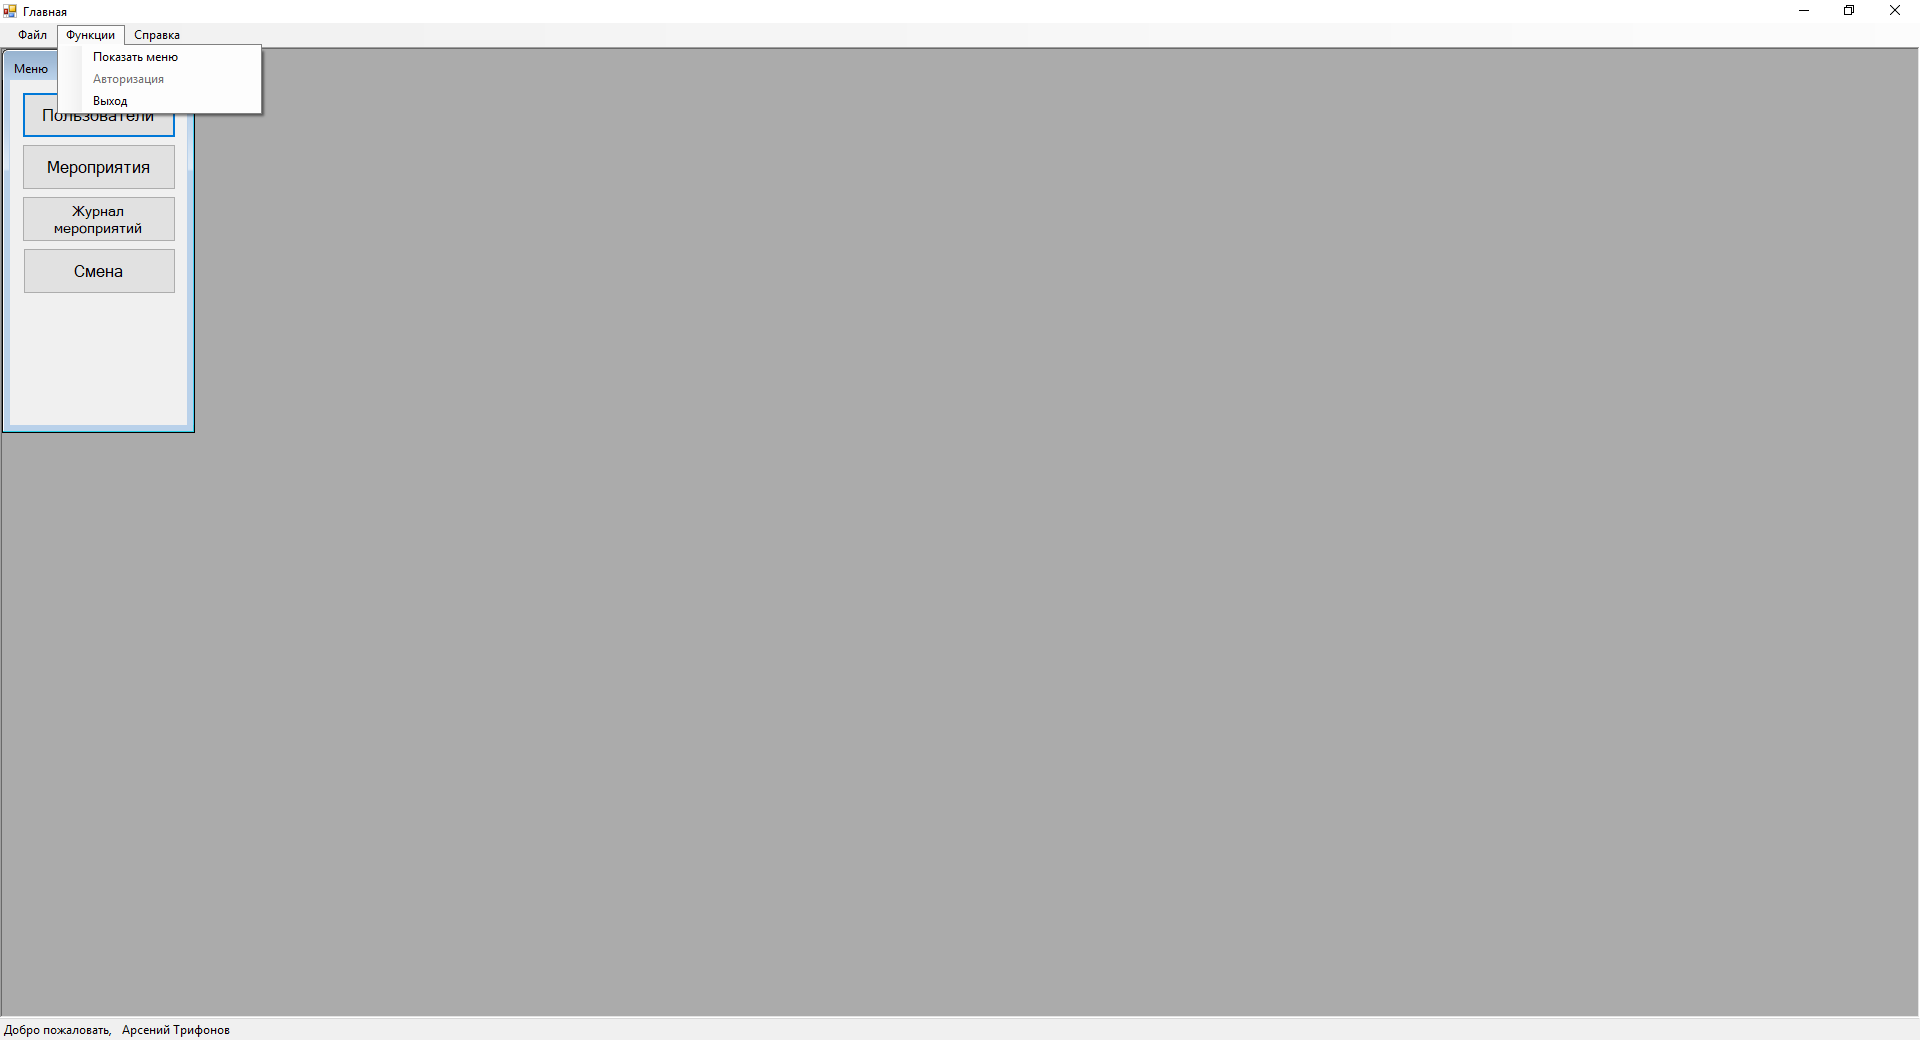 Главная
Файл Функции Справка
Показать меню
Авторизация
Выход
Меню
Пользователи
Мероприятия
Журнал
мероприятий
Смена
Добро пожаловать, Арсений Трифонов